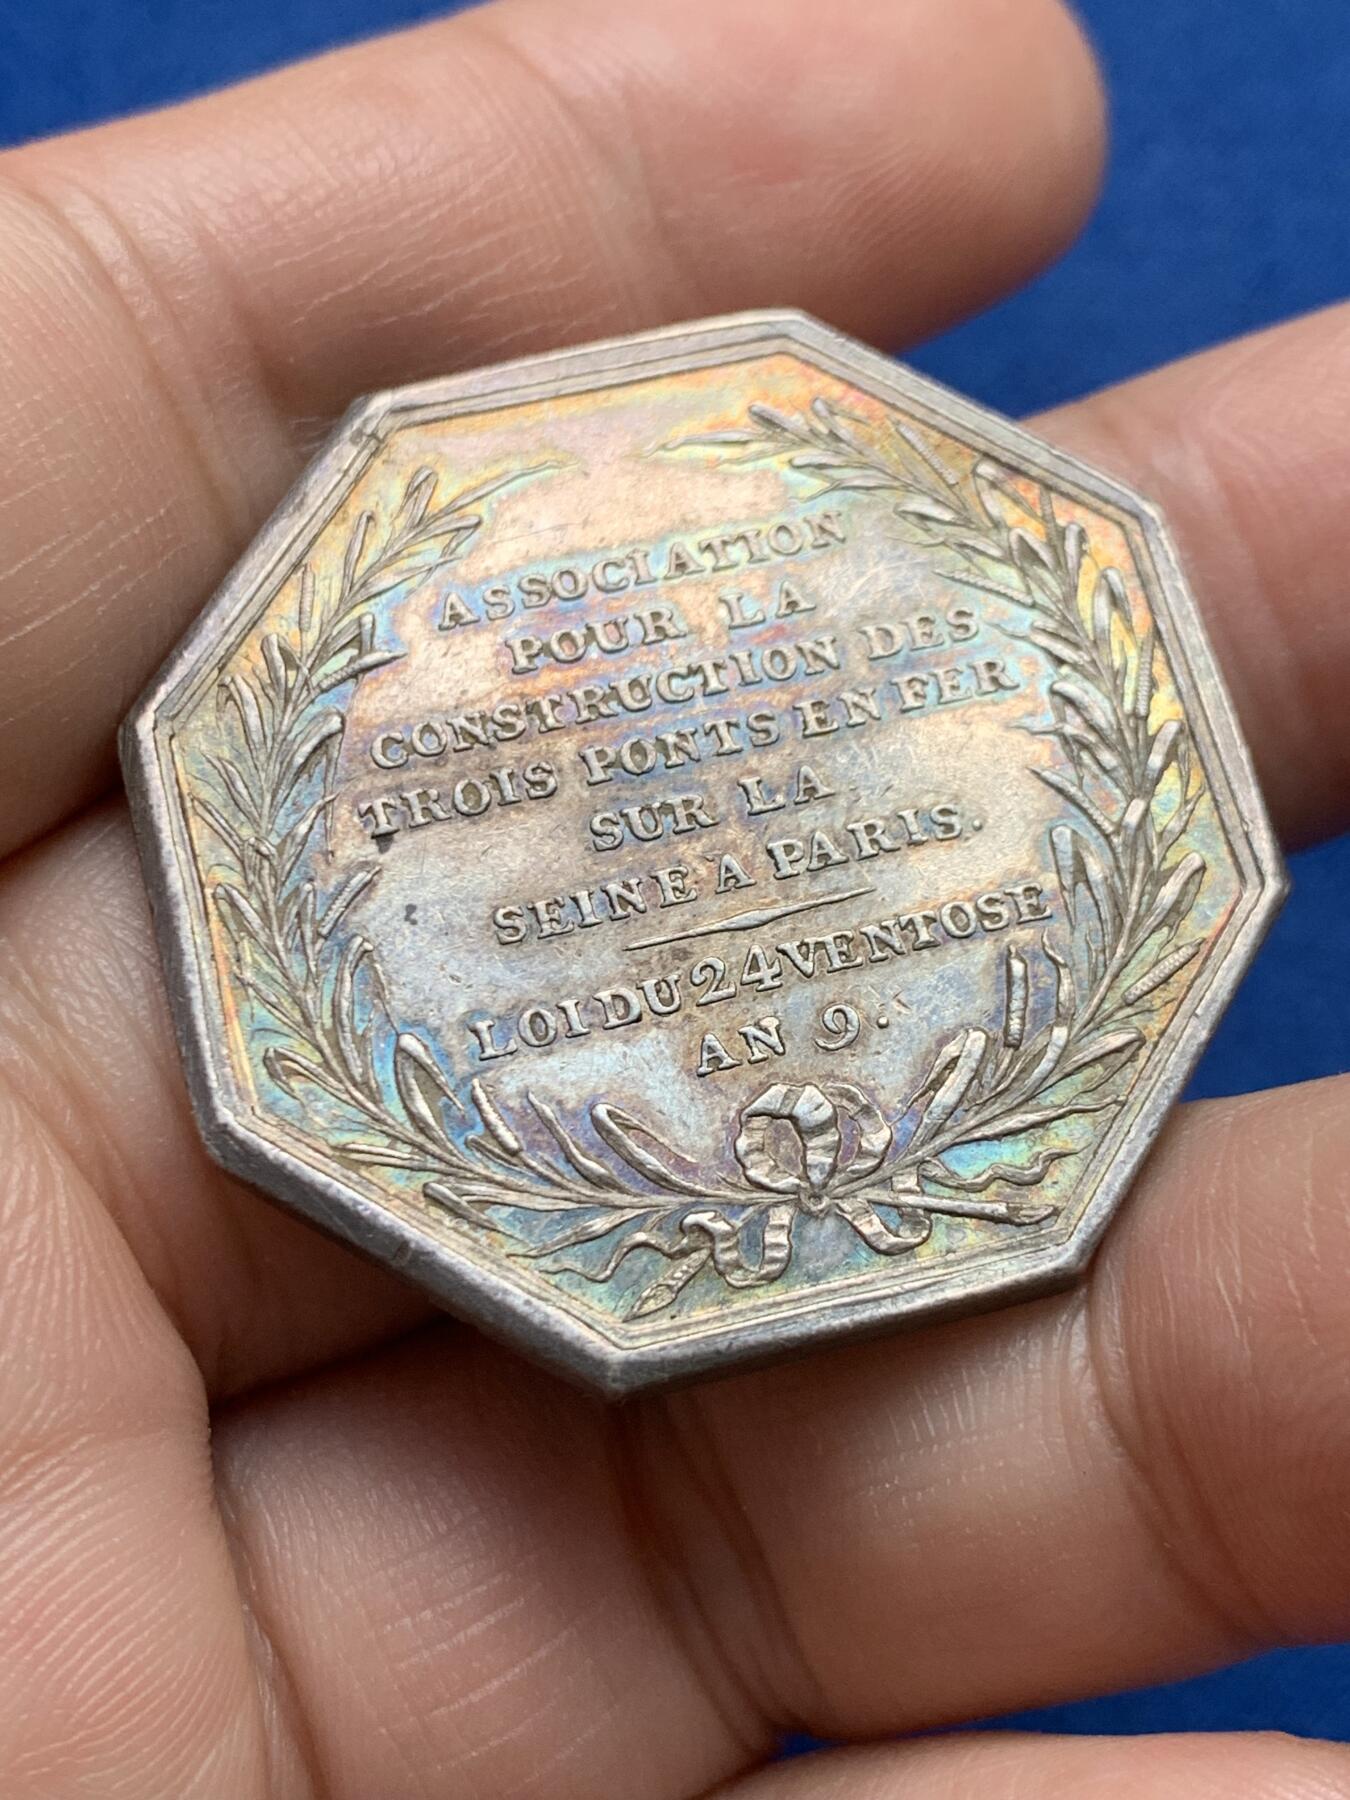 ASSOCIATION
POUR LA
CONSTRUCTION DES
TROIS PONTS EN FER
SUR LA
SEINE A PARIS.
LOI DU 24 VENTOSE
AN 9.